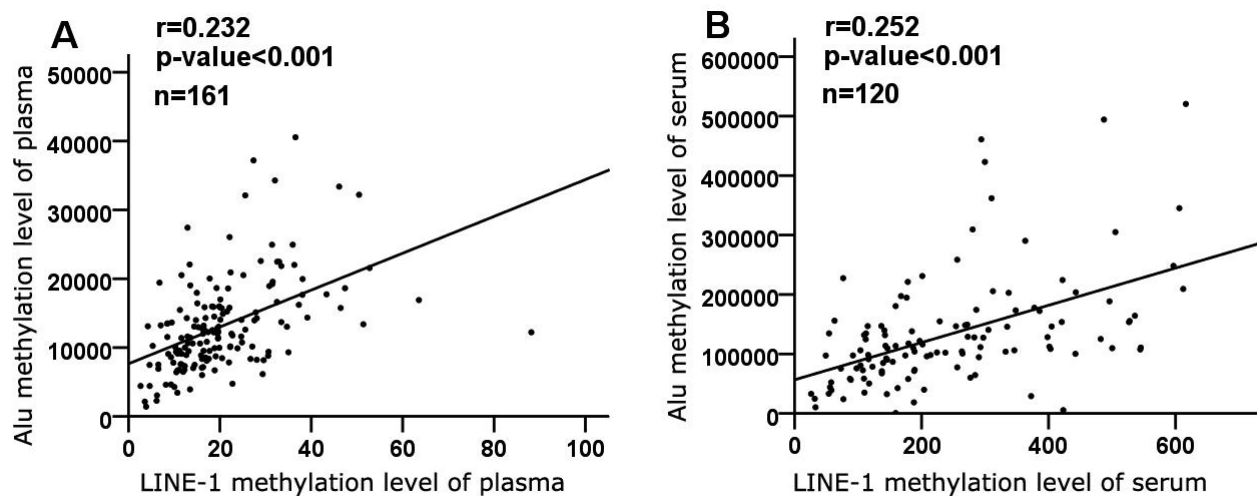 A
r=0.232
p-value<0.001
n=161
50000
40000
30000
20000
10000
0
Alu methylation level of plasma
0 20 40 60 80 100
LINE-1 methylation level of plasma
B
r=0.252
p-value<0.001
n=120
600000
500000
400000
300000
200000
100000
0
Alu methylation level of serum
0 200 400 600
LINE-1 methylation level of serum